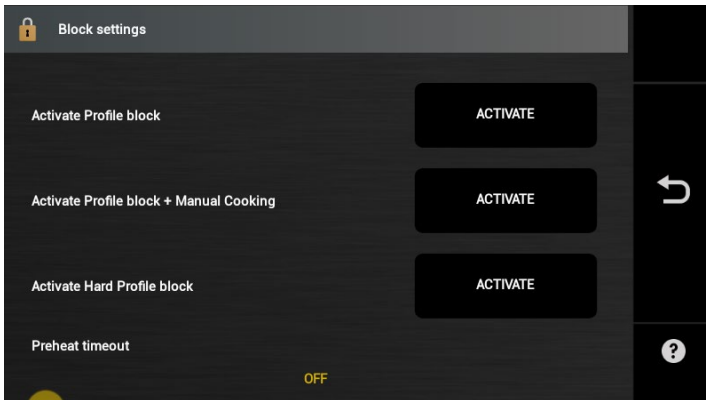 Block settings
Activate Profile block
ACTIVATE
Activate Profile block + Manual Cooking
ACTIVATE
Activate Hard Profile block
ACTIVATE
Preheat timeout
OFF
?